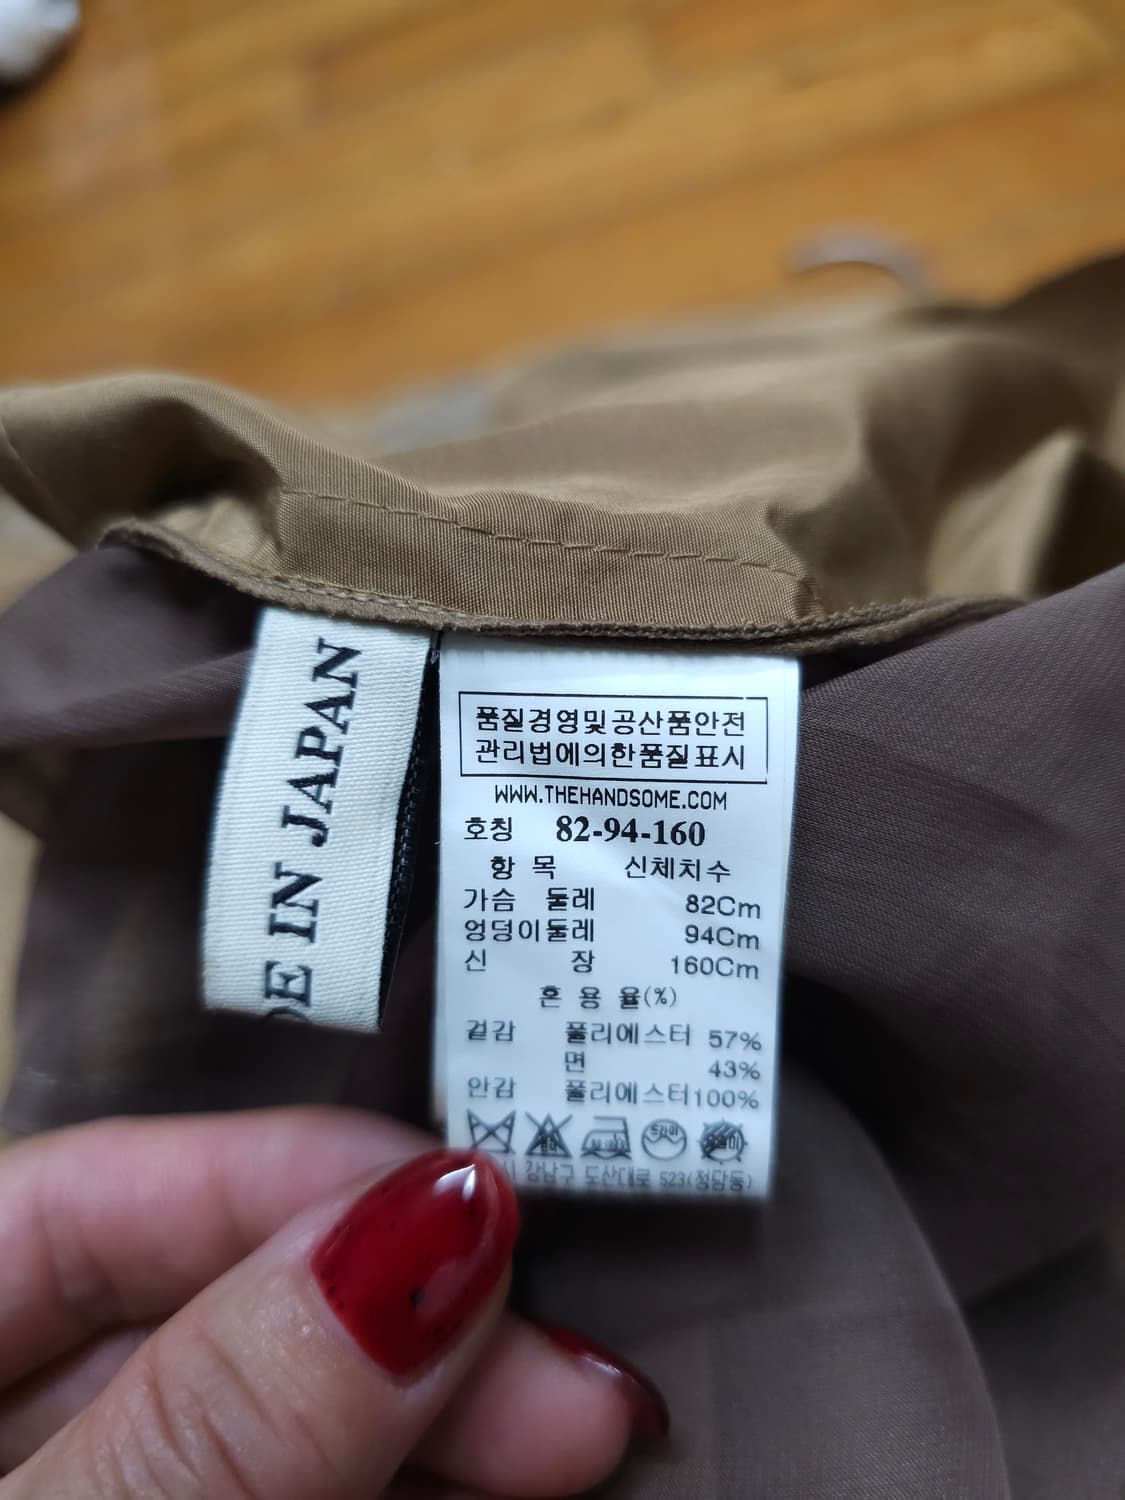 DE IN JAPAN
품질경영및공산품안전
관리법에의한품질표시
WWW.THEHANDSOME.COM
호칭 82-94-160
항 목 신체치수
가슴 둘레 82Cm
엉덩이둘레 94Cm
신 장 160Cm
혼 용 율(%)
겉감 폴리에스터 57%
면 43%
안감 폴리에스터100%
드라이
시 강남구 도산대로 523(청담동)